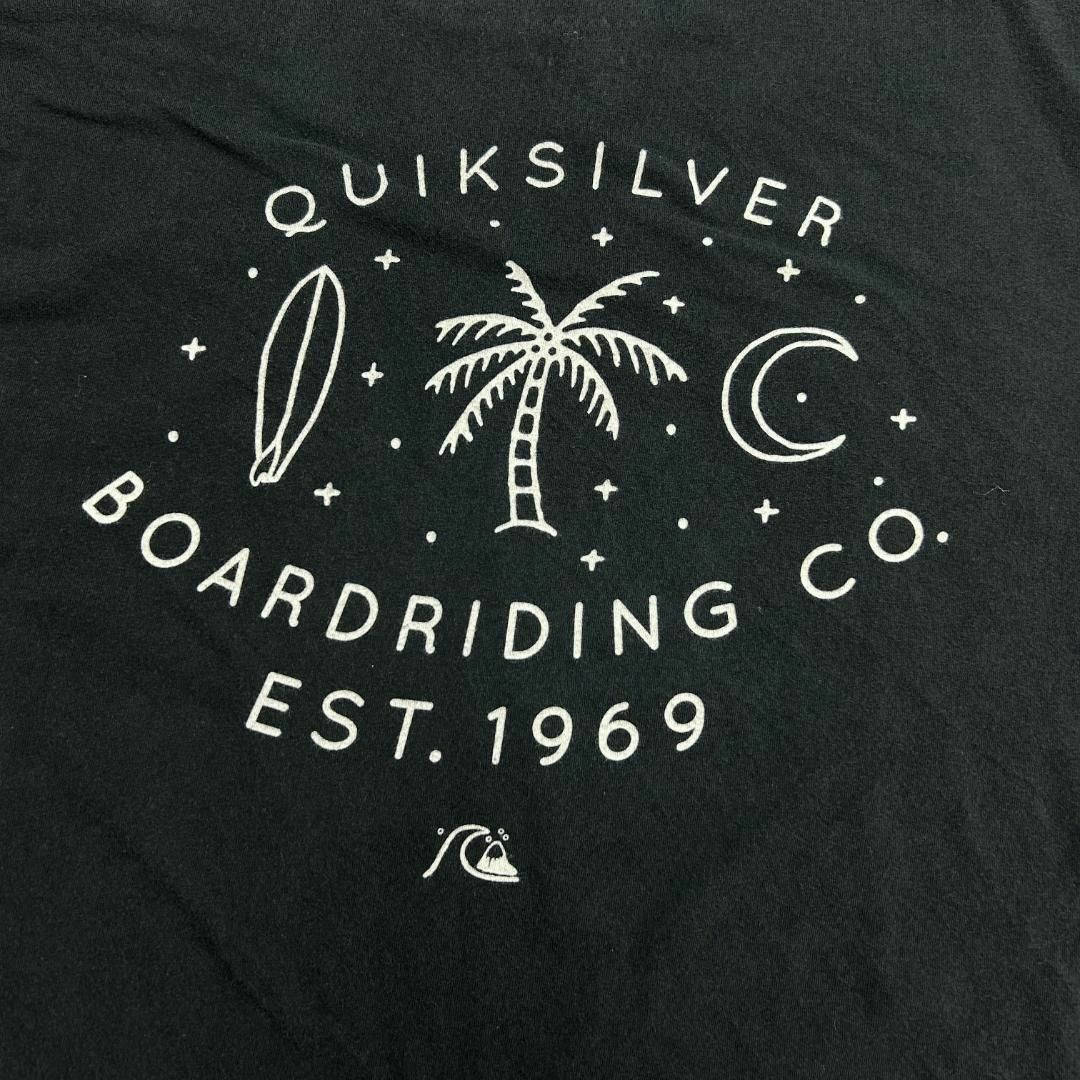 QUIKSILVER
BOARDRIDING CO.
EST. 1969